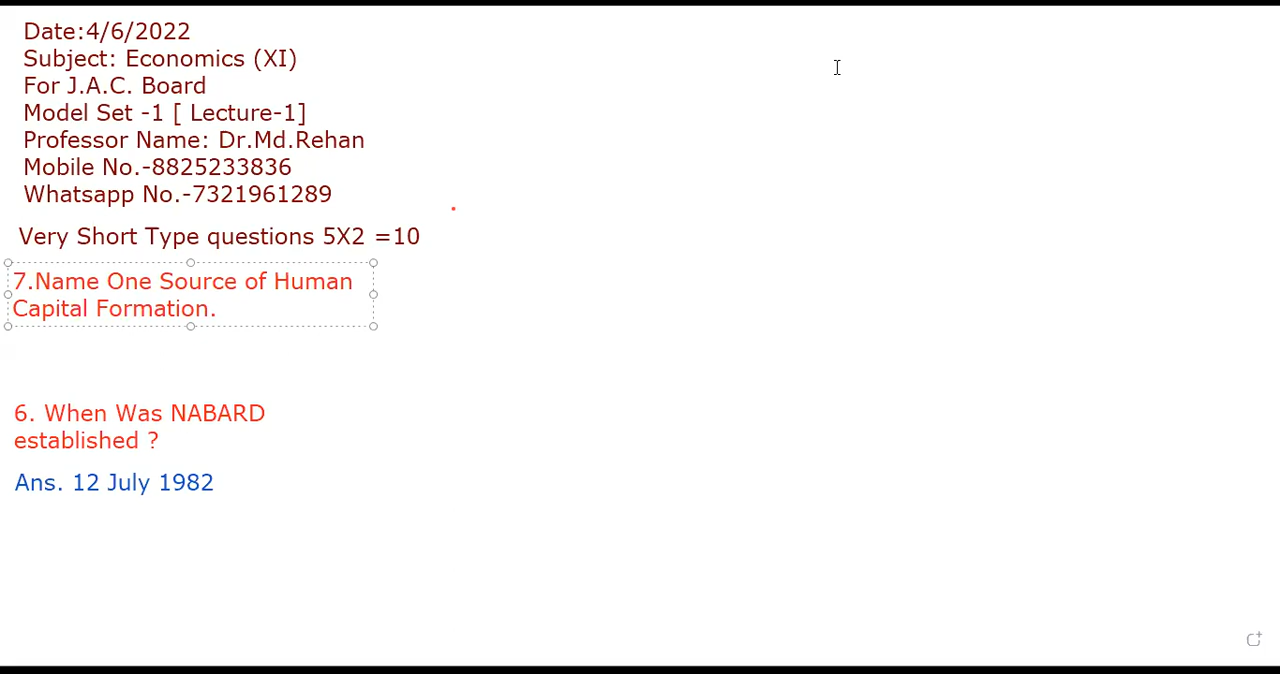 Date:4/6/2022
Subject: Economics (XI)
For J.A.C. Board
Model Set -1 [ Lecture-1]
Professor Name: Dr.Md.Rehan
Mobile No.-8825233836
Whatsapp No.-7321961289
Very Short Type questions 5X2 =10
7.Name One Source of Human
Capital Formation.
6. When Was NABARD
established ?
Ans. 12 July 1982